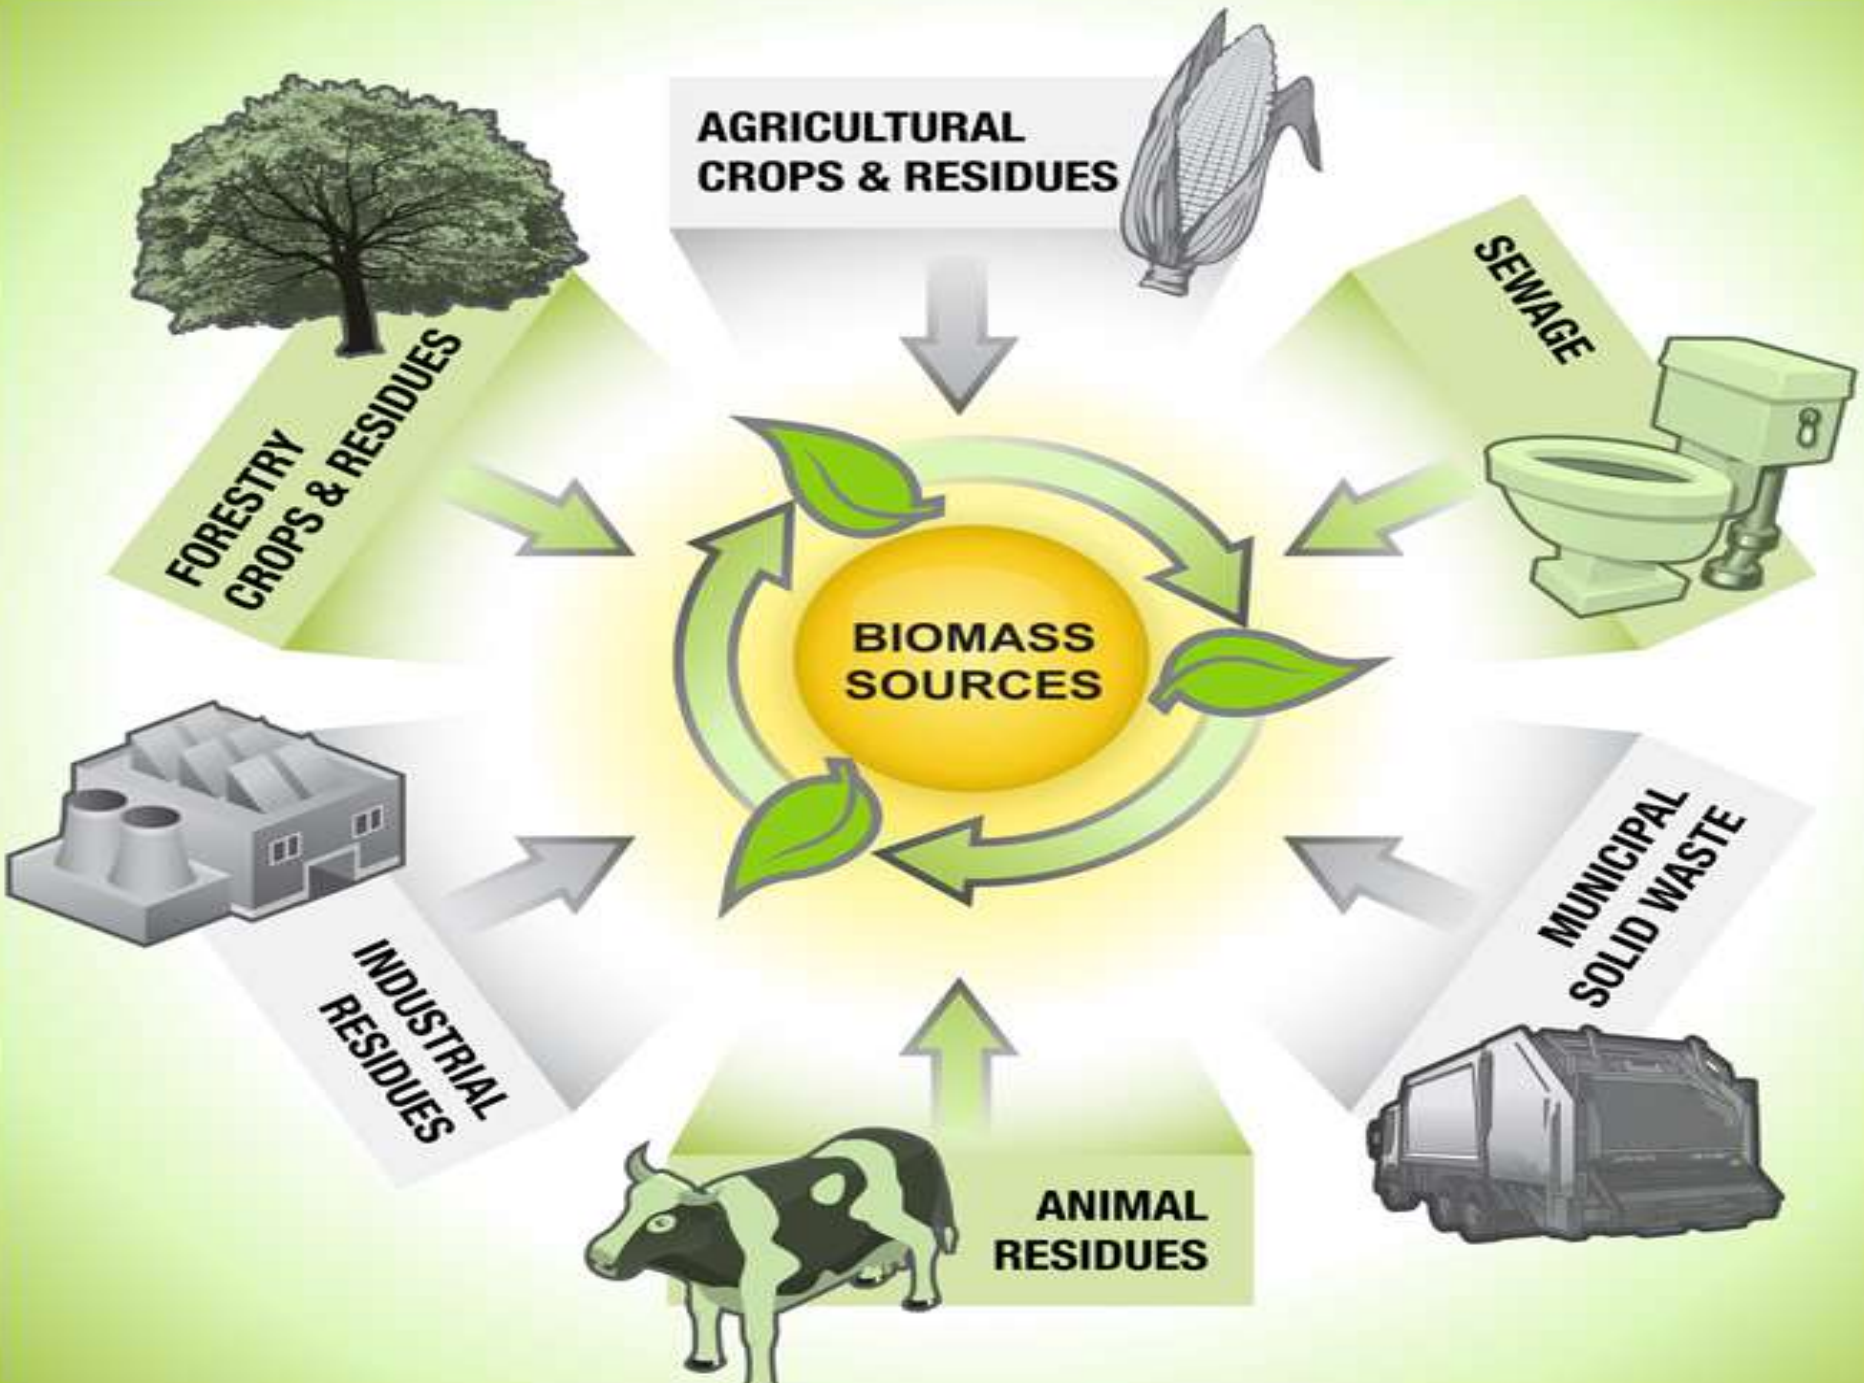 AGRICULTURAL
CROPS & RESIDUES
SEWAGE
FORESTRY
CROPS & RESIDUES
BIOMASS
SOURCES
MUNICIPAL
SOLID WASTE
INDUSTRIAL
RESIDUES
ANIMAL
RESIDUES